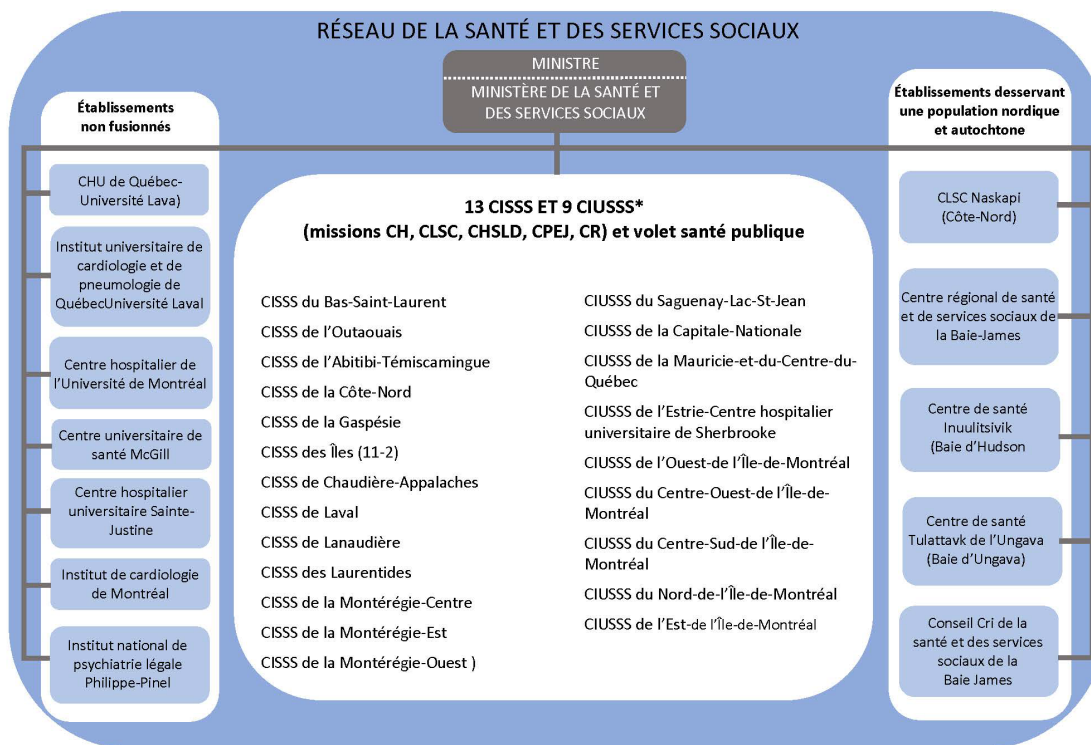 RÉSEAU DE LA SANTÉ ET DES SERVICES SOCIAUX
MINISTRE
MINISTÈRE DE LA SANTÉ ET
DES SERVICES SOCIAUX
Établissements
non fusionnés
CHU de Québec-
Université Lava)
Institut universitaire de
cardiologie et de
pneumologie de
QuébecUniversité Laval
Centre hospitalier de
l'Université de Montréal
Centre universitaire de
santé McGill
Centre hospitalier
universitaire Sainte-
Justine
Institut de cardiologie
de Montréal
Institut national de
psychiatrie légale
Philippe-Pinel
13 CISSS ET 9 CIUSSS*
(missions CH, CLSC, CHSLD, CPEJ, CR) et volet santé publique
CISSS du Bas-Saint-Laurent
CISSS de l'Outaouais
CISSS de l'Abitibi-Témiscamingue
CISSS de la Côte-Nord
CISSS de la Gaspésie
CISSS des Îles (11-2)
CISSS de Chaudière-Appalaches
CISSS de Laval
CISSS de Lanaudière
CISSS des Laurentides
CISSS de la Montérégie-Centre
CISSS de la Montérégie-Est
CISSS de la Montérégie-Ouest )
CIUSSS du Saguenay-Lac-St-Jean
CIUSSS de la Capitale-Nationale
CIUSSS de la Mauricie-et-du-Centre-du-
Québec
CIUSSS de l'Estrie-Centre hospitalier
universitaire de Sherbrooke
CIUSSS de l'Ouest-de l'Île-de-Montréal
CIUSSS du Centre-Ouest-de l'Île-de-
Montréal
CIUSSS du Centre-Sud-de l'Île-de-
Montréal
CIUSSS du Nord-de-l'Île-de-Montréal
CIUSSS de l'Est-de l'Île-de-Montréal
Établissements desservant
une population nordique
et autochtone
CLSC Naskapi
(Côte-Nord)
Centre régional de santé
et de services sociaux de
la Baie-James
Centre de santé
Inuulitsivik
(Baie d'Hudson
Centre de santé
Tulattavk de l'Ungava
(Baie d'Ungava)
Conseil Cri de la
santé et des services
sociaux de la
Baie James